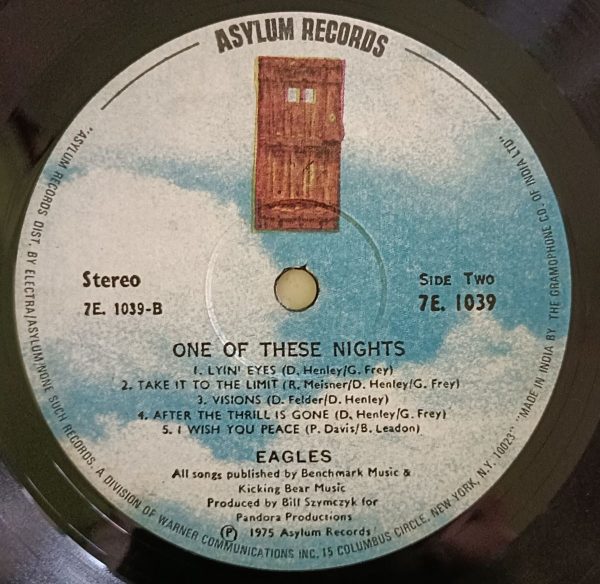 ASYLUM RECORDS
Stereo
7E. 1039-B
SIDE TWO
7E. 1039
ONE OF THESE NIGHTS
1. LYIN' EYES (D. Henley/G. Frey)
2. TAKE IT TO THE LIMIT (R. Meisner/D. Henley/G. Frey)
3. VISIONS (D. Felder/D. Henley)
4. AFTER THE THRILL IS GONE (D. Henley/G. Frey)
5. I WISH YOU PEACE (P. Davis/B. Leadon)
EAGLES
All songs published by Benchmark Music &
Kicking Bear Music
Produced by Bill Szymczyk for
Pandora Productions
Ⓟ 1975 Asylum Records
"ASYLUM RECORDS DIST. BY ELECTRA/ASYLUM/NONE SUCH RECORDS. A DIVISION OF WARNER COMMUNICATIONS INC. 15 COLUMBUS CIRCLE, NEW YORK, N.Y. 10023" "MADE IN INDIA BY THE GRAMOPHONE CO. OF INDIA LTD"